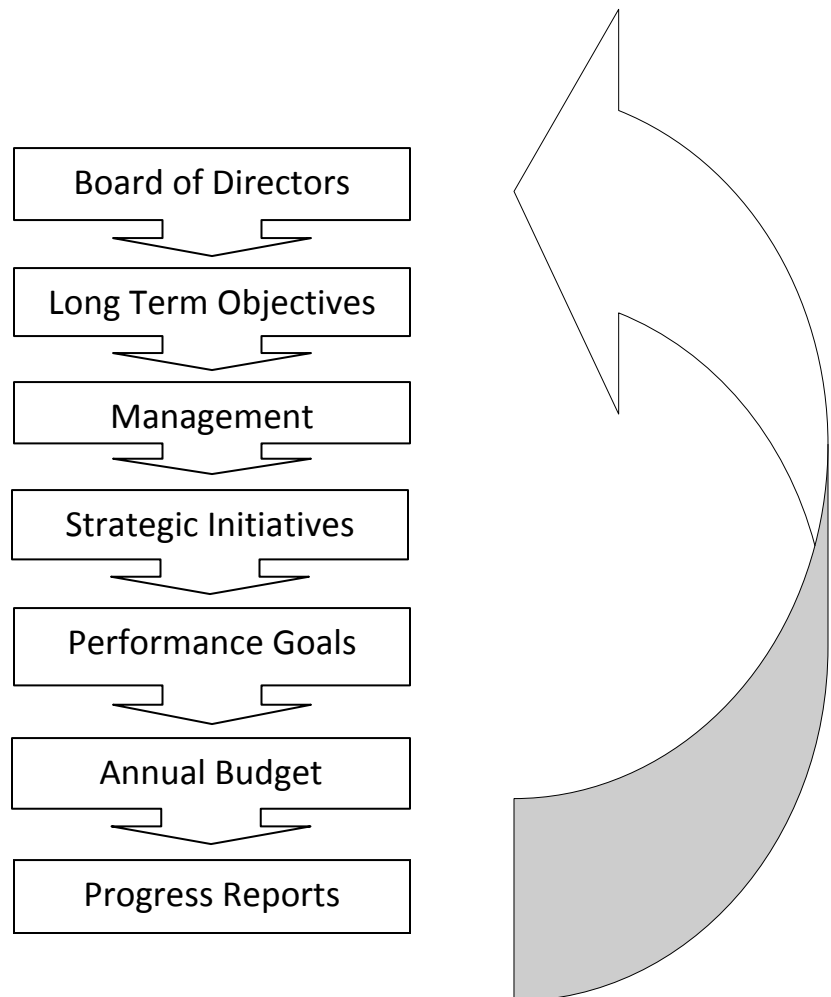 Board of Directors
Long Term Objectives
Management
Strategic Initiatives
Performance Goals
Annual Budget
Progress Reports